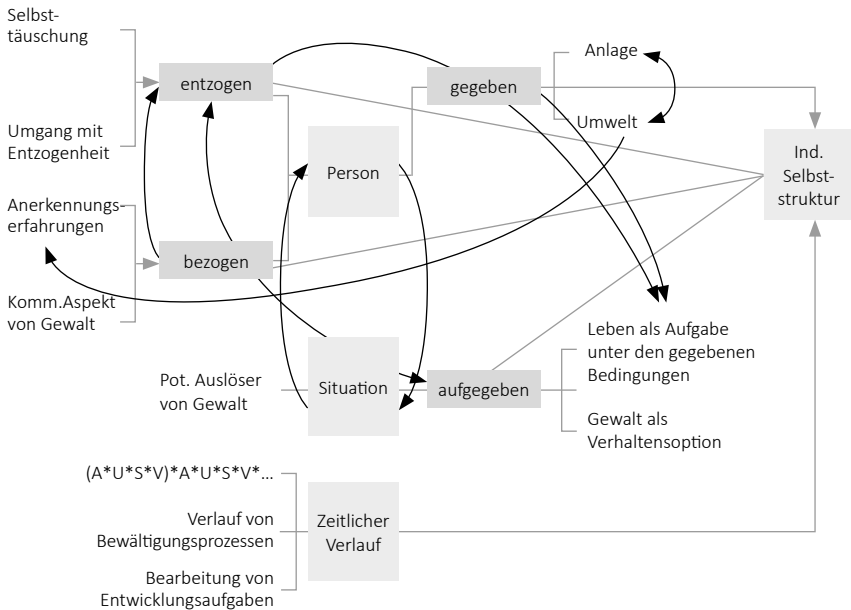 Selbst-
täuschung
Umgang mit
Entzogenheit
Anerkennungs-
erfahrungen
Komm.Aspekt
von Gewalt
entzogen
bezogen
Person
gegeben
Anlage
Umwelt
Ind.
Selbst-
struktur
Pot. Auslöser
von Gewalt
Situation
aufgegeben
Leben als Aufgabe
unter den gegebenen
Bedingungen
Gewalt als
Verhaltensoption
(A*U*S*V)*A*U*S*V*...
Verlauf von
Bewältigungsprozessen
Bearbeitung von
Entwicklungsaufgaben
Zeitlicher
Verlauf